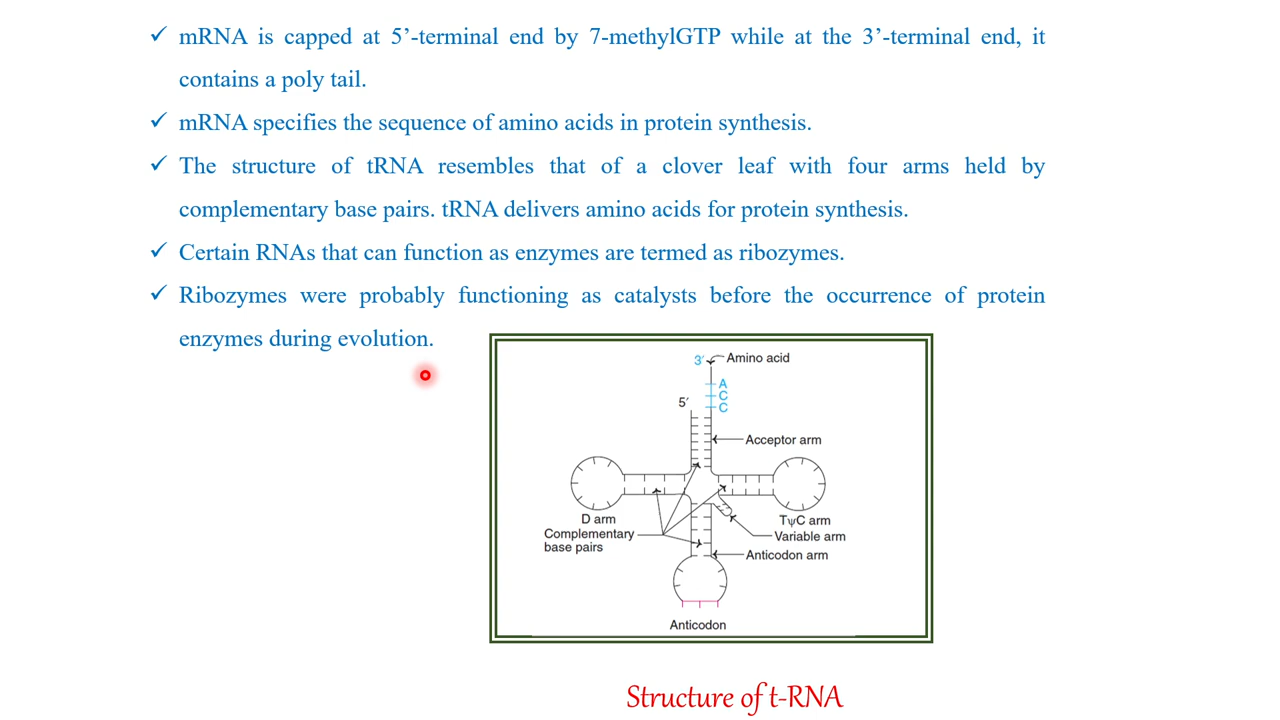 ✓ mRNA is capped at 5’-terminal end by 7-methylGTP while at the 3’-terminal end, it
contains a poly tail.
✓ mRNA specifies the sequence of amino acids in protein synthesis.
✓ The structure of tRNA resembles that of a clover leaf with four arms held by
complementary base pairs. tRNA delivers amino acids for protein synthesis.
✓ Certain RNAs that can function as enzymes are termed as ribozymes.
✓ Ribozymes were probably functioning as catalysts before the occurrence of protein
enzymes during evolution.
3′ Amino acid
A
C
5′
C
Acceptor arm
D arm
TψC arm
Complementary
base pairs
Variable arm
Anticodon arm
Anticodon
Structure of t-RNA